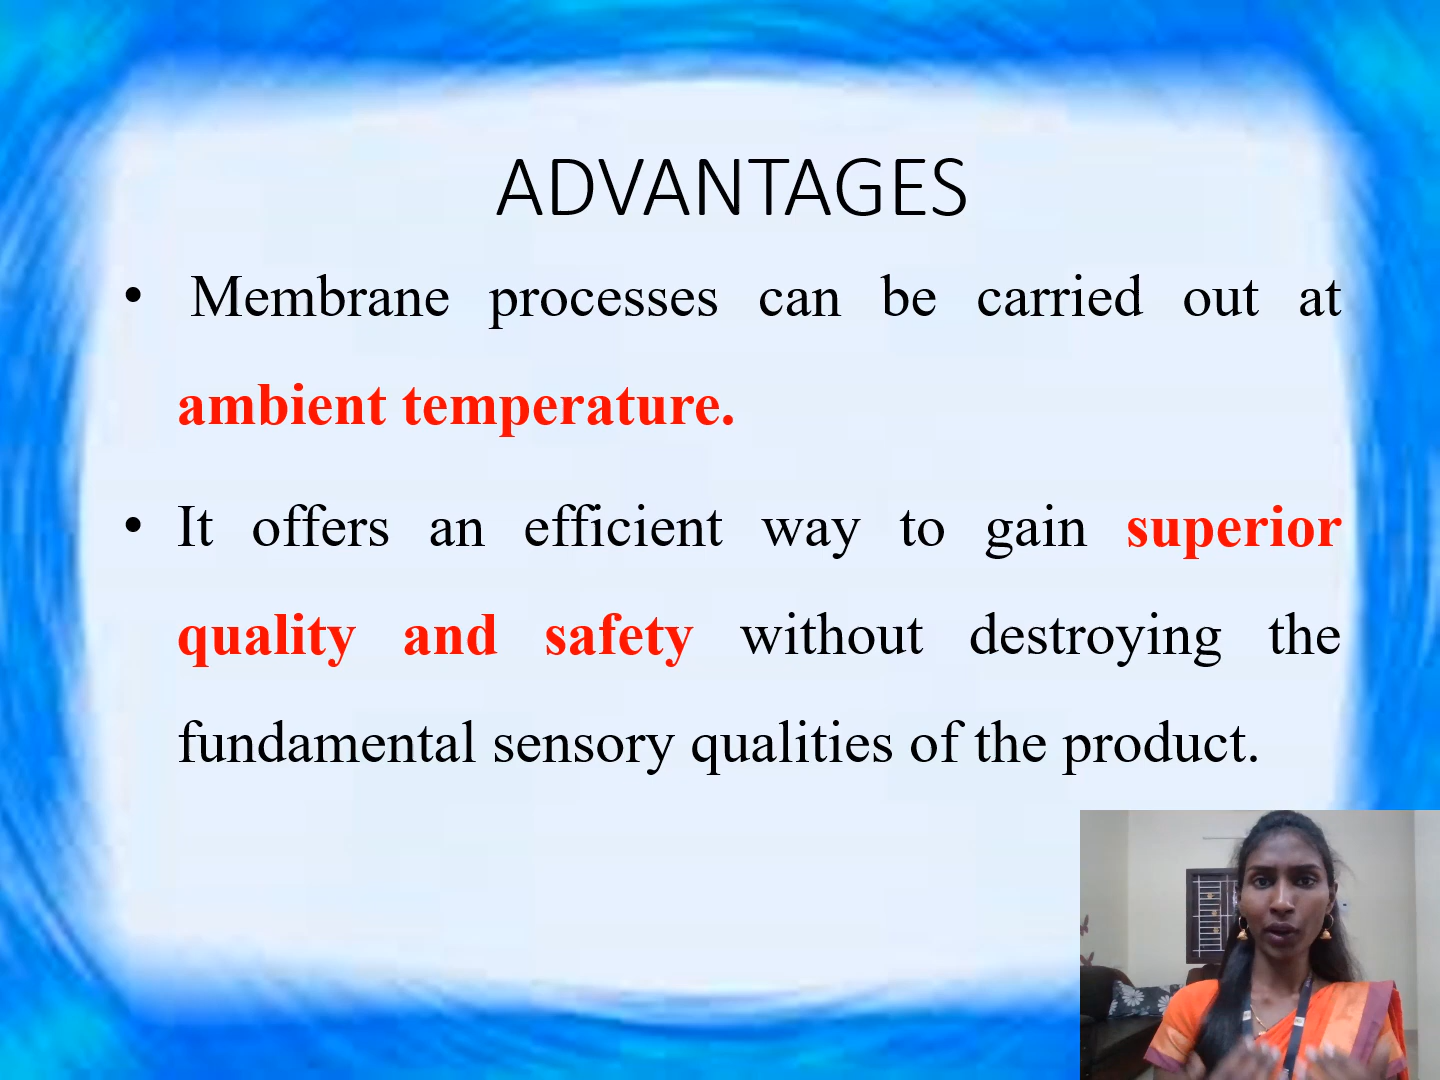 ADVANTAGES
• Membrane processes can be carried out at
ambient temperature.
• It offers an efficient way to gain superior
quality and safety without destroying the
fundamental sensory qualities of the product.